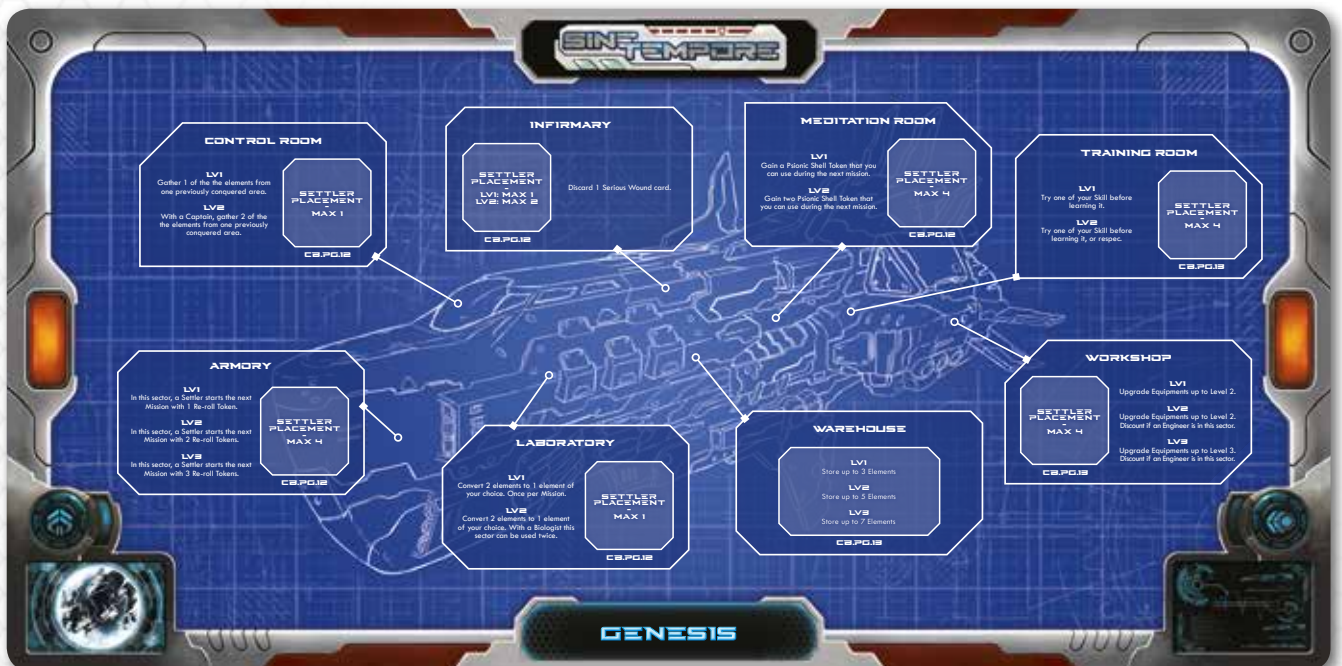 SINE
TEMPORE
CONTROL ROOM
LV1
Gather 1 of the the elements from
one previously conquered area.
LV2
With a Captain, gather 2 of the
the elements from one previously
conquered area.
SETTLER
PLACEMENT
-
MAX 1
CB.PG.12
INFIRMARY
SETTLER
PLACEMENT
-
LV1: MAX 1
LV2: MAX 2
Discard 1 Serious Wound card.
CB.PG.12
MEDITATION ROOM
LV1
Gain a Psionic Shell Token that you
can use during the next mission.
LV2
Gain two Psionic Shell Token that
you can use during the next mission.
SETTLER
PLACEMENT
-
MAX 4
CB.PG.12
TRAINING ROOM
LV1
Try one of your Skill before
learning it.
LV2
Try one of your Skill before
learning it, or respec.
SETTLER
PLACEMENT
-
MAX 4
CB.PG.13
ARMORY
LV1
In this sector, a Settler starts the next
Mission with 1 Re-roll Token.
LV2
In this sector, a Settler starts the next
Mission with 2 Re-roll Tokens.
LV3
In this sector, a Settler starts the next
Mission with 3 Re-roll Tokens.
SETTLER
PLACEMENT
-
MAX 4
CB.PG.12
LABORATORY
LV1
Convert 2 elements to 1 element of
your choice. Once per Mission.
LV2
Convert 2 elements to 1 element
of your choice. With a Biologist this
sector can be used twice.
SETTLER
PLACEMENT
-
MAX 1
CB.PG.12
WAREHOUSE
LV1
Store up to 3 Elements
LV2
Store up to 5 Elements
LV3
Store up to 7 Elements
CB.PG.13
WORKSHOP
SETTLER
PLACEMENT
-
MAX 4
CB.PG.13
LV1
Upgrade Equipments up to Level 2.
LV2
Upgrade Equipments up to Level 2.
Discount if an Engineer is in this sector.
LV3
Upgrade Equipments up to Level 3.
Discount if an Engineer is in this sector.
GENESIS